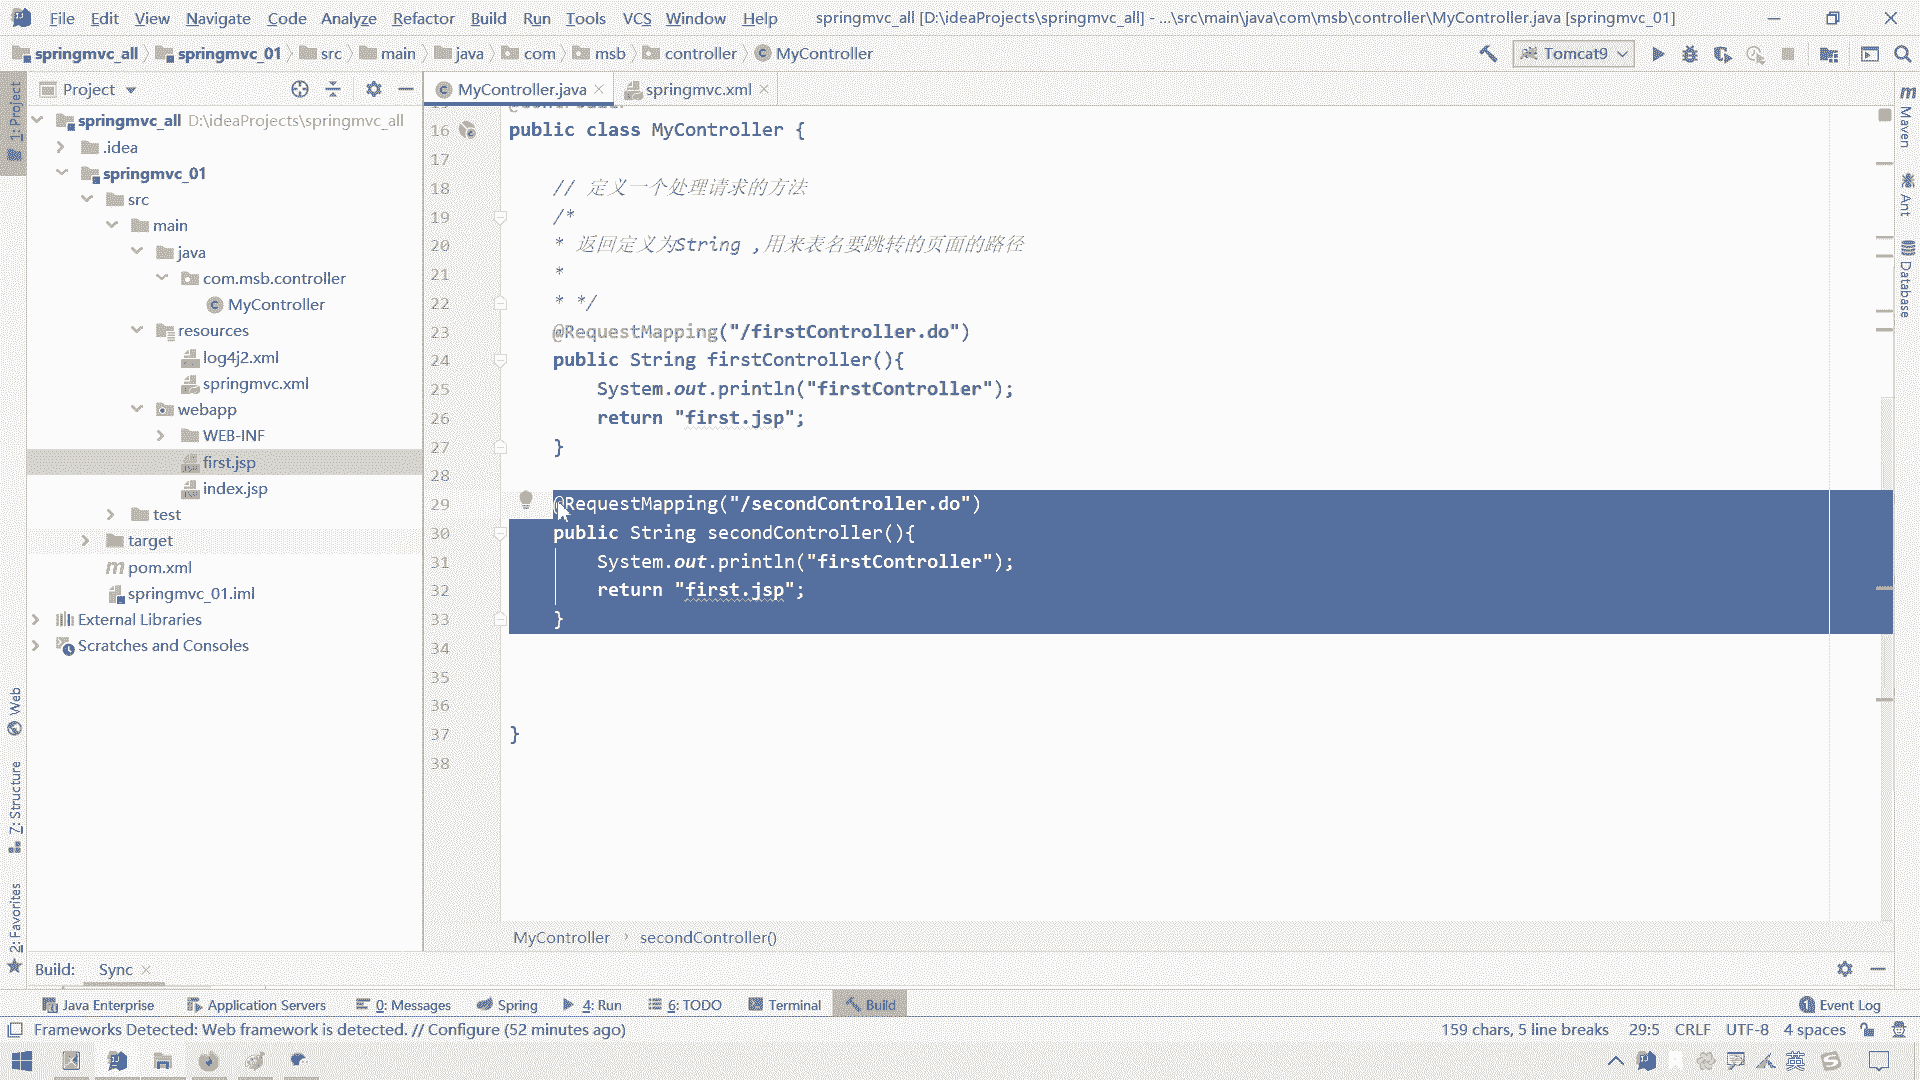 File Edit View Navigate Code Analyze Refactor Build Run Tools VCS Window Help springmvc_all [D:\ideaProjects\springmvc_all] - ...\src\main\java\com\msb\controller\MyController.java [springmvc_01]
springmvc_all springmvc_01 src main java com msb controller MyController Tomcat9
Project MyController.java springmvc.xml
1: Project
springmvc_all D:\ideaProjects\springmvc_all
.idea
springmvc_01
src
main
java
com.msb.controller
MyController
resources
log4j2.xml
springmvc.xml
webapp
WEB-INF
first.jsp
index.jsp
test
target
pom.xml
springmvc_01.iml
External Libraries
Scratches and Consoles
Web
7: Structure
2: Favorites
16 public class MyController {
17
18 // 定义一个处理请求的方法
19 /*
20 * 返回定义为String ,用来表名要跳转的页面的路径
21 *
22 * */
23 @RequestMapping("/firstController.do")
24 public String firstController(){
25 System.out.println("firstController");
26 return "first.jsp";
27 }
28
29 @RequestMapping("/secondController.do")
30 public String secondController(){
31 System.out.println("firstController");
32 return "first.jsp";
33 }
34
35
36
37 }
38
Maven
Ant
Database
MyController › secondController()
Build: Sync
Java Enterprise Application Servers 0: Messages Spring 4: Run 6: TODO Terminal Build 1 Event Log
Frameworks Detected: Web framework is detected. // Configure (52 minutes ago) 159 chars, 5 line breaks 29:5 CRLF UTF-8 4 spaces
英